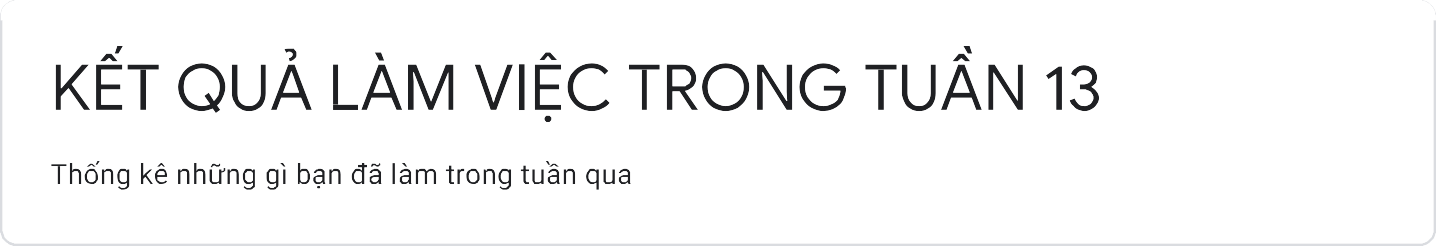 KẾT QUẢ LÀM VIỆC TRONG TUẦN 13
Thống kê những gì bạn đã làm trong tuần qua